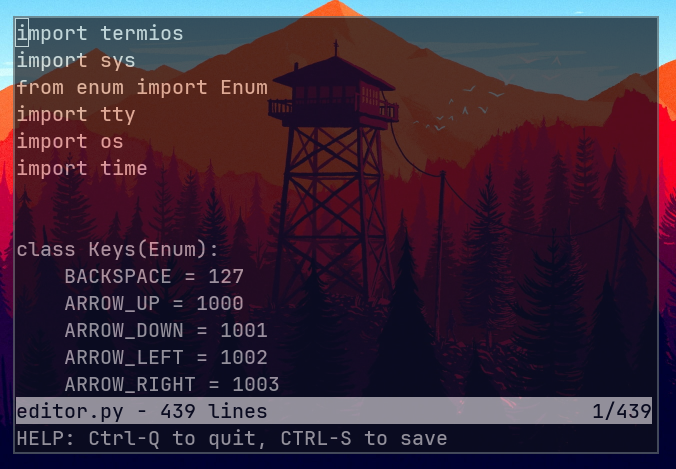 import termios
import sys
from enum import Enum
import tty
import os
import time
class Keys(Enum):
    BACKSPACE = 127
    ARROW_UP = 1000
    ARROW_DOWN = 1001
    ARROW_LEFT = 1002
    ARROW_RIGHT = 1003
editor.py - 439 lines 1/439
HELP: Ctrl-Q to quit, CTRL-S to save